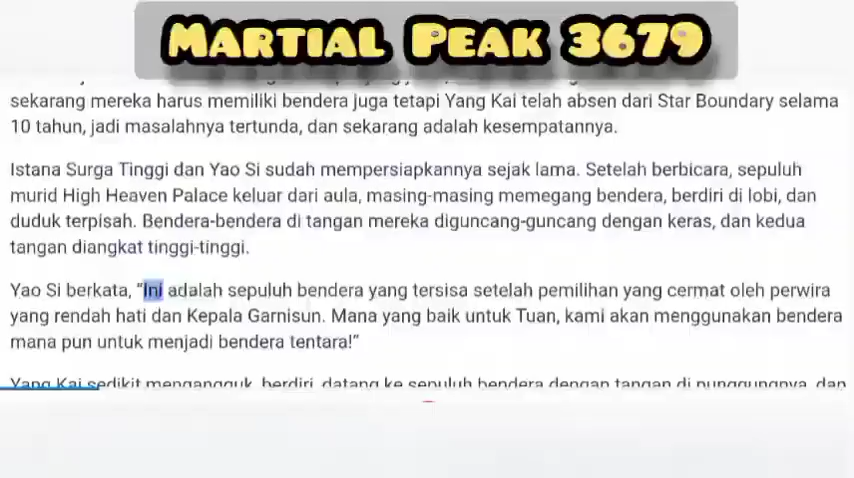 MARTIAL PEAK 3679
sekarang mereka harus memiliki bendera juga tetapi Yang Kai telah absen dari Star Boundary selama
10 tahun, jadi masalahnya tertunda, dan sekarang adalah kesempatannya.
Istana Surga Tinggi dan Yao Si sudah mempersiapkannya sejak lama. Setelah berbicara, sepuluh
murid High Heaven Palace keluar dari aula, masing-masing memegang bendera, berdiri di lobi, dan
duduk terpisah. Bendera-bendera di tangan mereka diguncang-guncang dengan keras, dan kedua
tangan diangkat tinggi-tinggi.
Yao Si berkata, “Ini adalah sepuluh bendera yang tersisa setelah pemilihan yang cermat oleh perwira
yang rendah hati dan Kepala Garnisun. Mana yang baik untuk Tuan, kami akan menggunakan bendera
mana pun untuk menjadi bendera tentara!”
Yang Kai sedikit mengangguk, berdiri, datang ke sepuluh bendera dengan tangan di punggungnya, dan